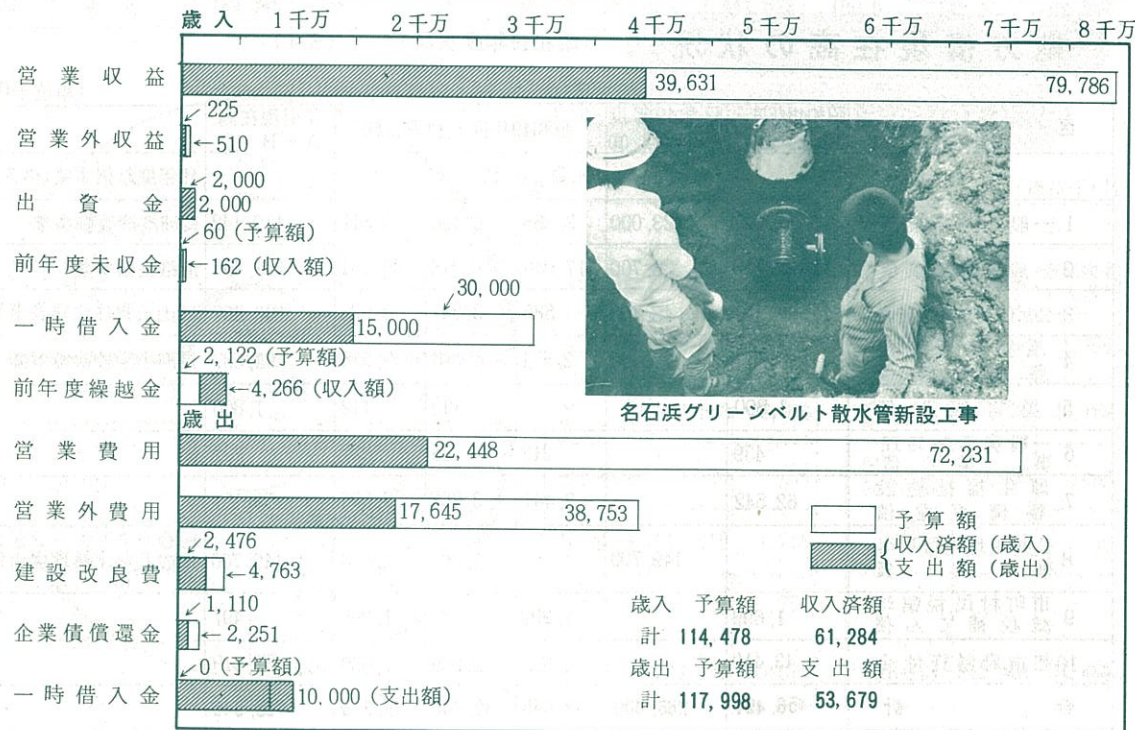 歳入 1千万 2千万 3千万 4千万 5千万 6千万 7千万 8千万
営業収益 39,631 79,786
225
営業外収益 510
2,000
出資金 2,000
60(予算額)
前年度未収金 162(収入額)
30,000
一時借入金 15,000
2,122(予算額)
前年度繰越金 4,266(収入額)
名石浜グリーンベルト散水管新設工事
歳出
営業費用 22,448 72,231
営業外費用 17,645 38,753
予算額
収入済額(歳入)
支出額(歳出)
2,476
建設改良費 4,763
1,110
企業債償還金 2,251
0(予算額)
一時借入金 10,000(支出額)
歳入 予算額 収入済額
計 114,478 61,284
歳出 予算額 支出額
計 117,998 53,679